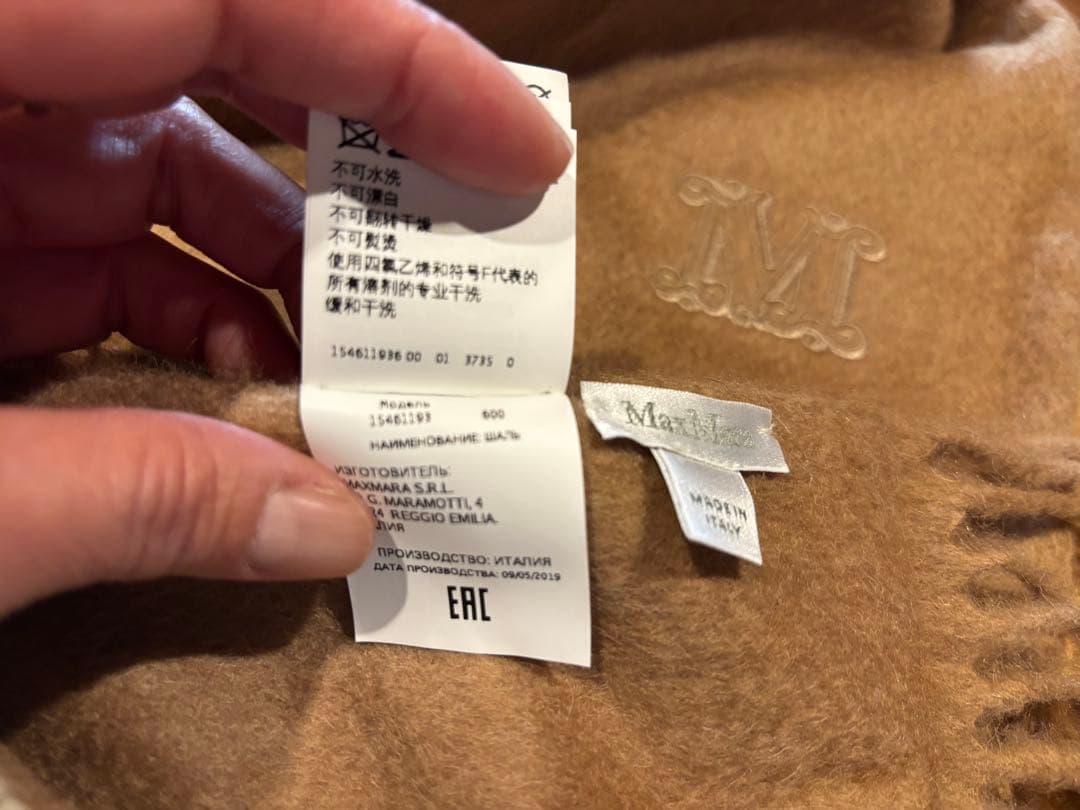 不可水洗
不可漂白
不可翻转干燥
不可熨烫
使用四氯乙烯和符号F代表的
所有溶剂的专业干洗
缓和干洗
154611936 00 01 3735 0
Модель
15461193 600
НАИМЕНОВАНИЕ: ШАЛЬ
ИЗГОТОВИТЕЛЬ:
MAXMARA S.R.L.
G. MARAMOTTI, 4
REGGIO EMILIA
ПРОИЗВОДСТВО: ИТАЛИЯ
ДАТА ПРОИЗВОДСТВА: 09/05/2019
EAC
M
MaxMara
MADE IN
ITALY